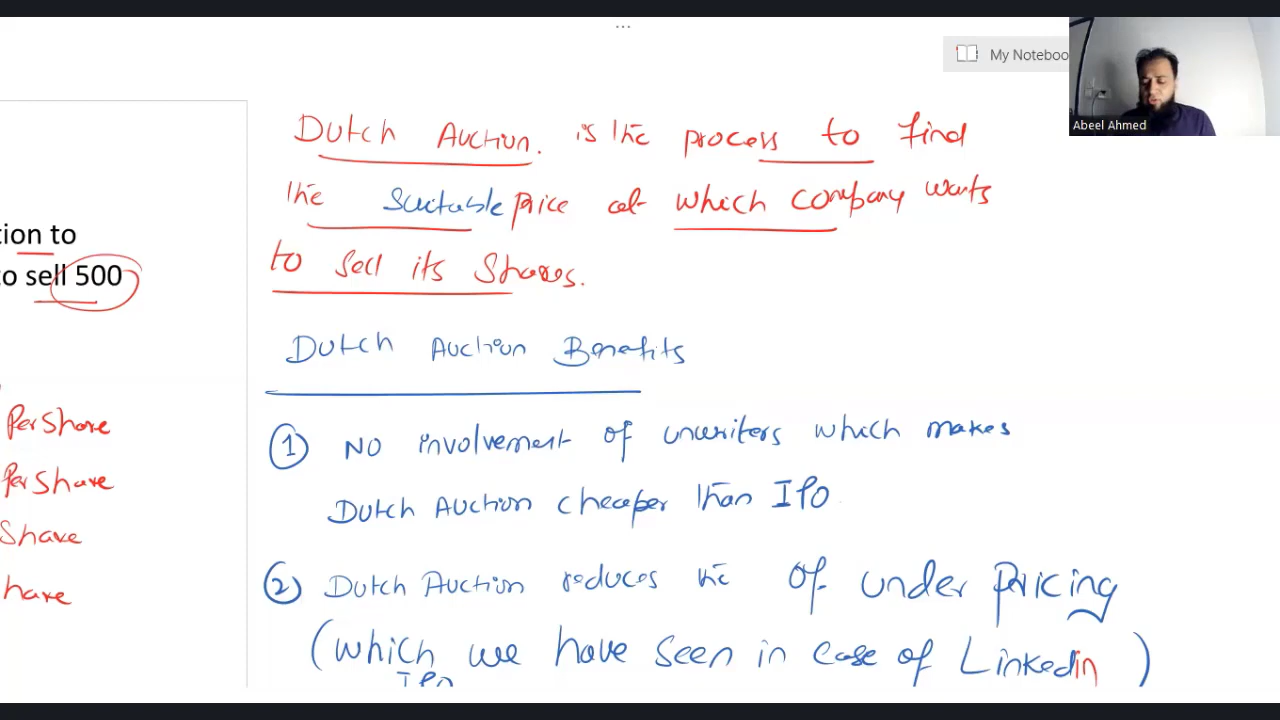 My Noteboo
Abeel Ahmed
tion to
to sell 500
Per Share
Per Share
Share
hare
Dutch Auction. is the process to find
the Suitable price at which company wants
to sell its Shares.
Dutch Auction Benefits
① No involvement of unwriters which makes
Dutch Auction cheaper than IPO
② Dutch Auction reduces the of under pricing
(which we have seen in case of Linkedin)
IPO